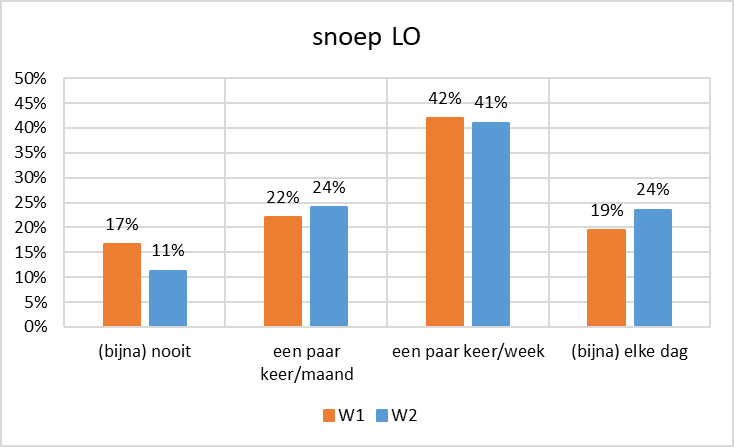 snoep LO
50%
45%
40%
35%
30%
25%
20%
15%
10%
5%
0%
17%
11%
22%
24%
42%
41%
19%
24%
(bijna) nooit
een paar
keer/maand
een paar keer/week
(bijna) elke dag
W1
W2